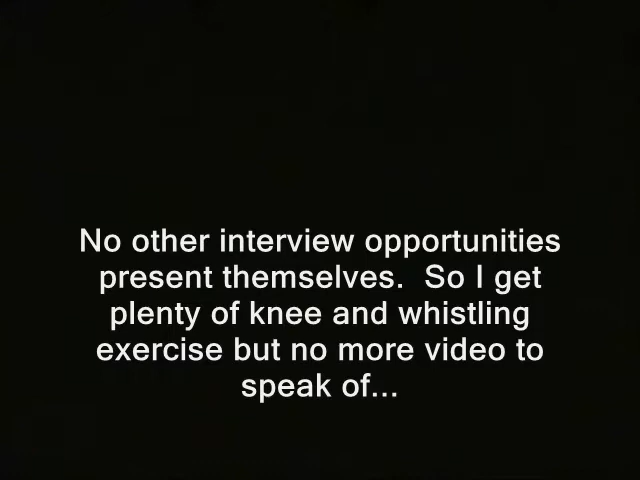 No other interview opportunities
present themselves.  So I get
plenty of knee and whistling
exercise but no more video to
speak of...